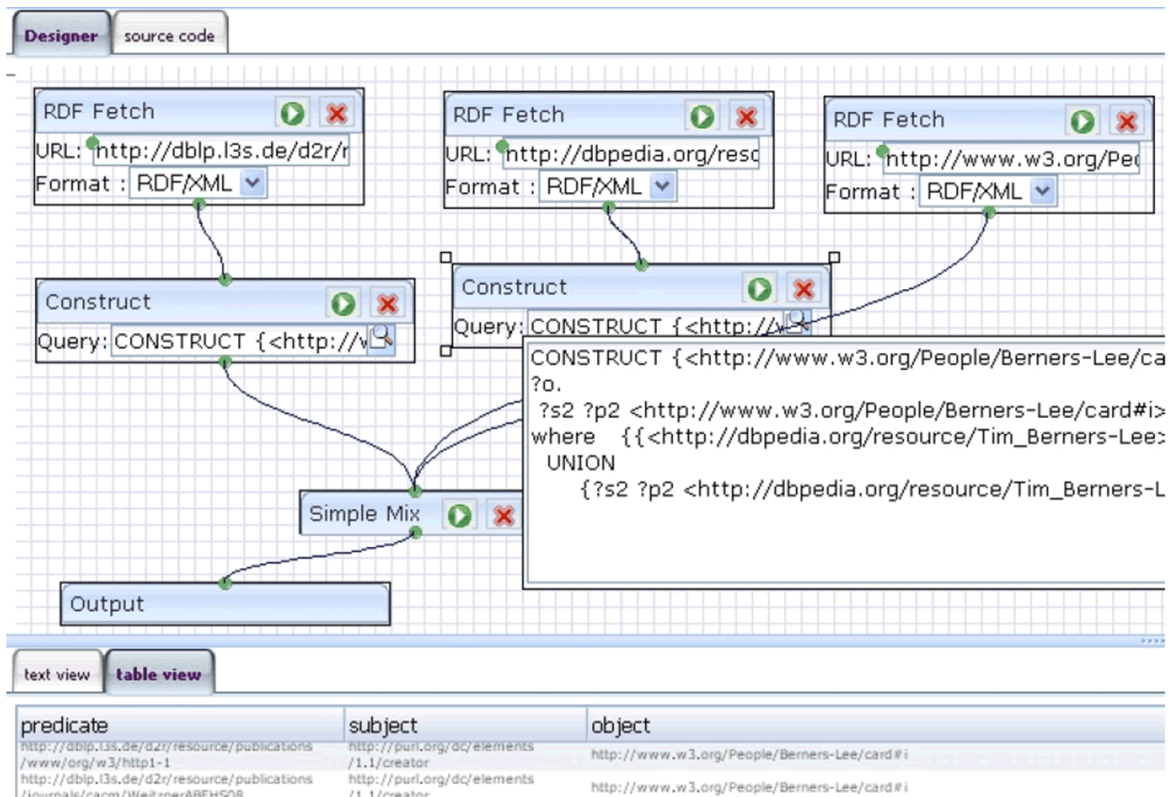 Designer source code
RDF Fetch
URL: http://dblp.l3s.de/d2r/r
Format : RDF/XML
RDF Fetch
URL: http://dbpedia.org/reso
Format : RDF/XML
RDF Fetch
URL: http://www.w3.org/Peo
Format : RDF/XML
Construct
Query: CONSTRUCT {<http://w
Construct
Query: CONSTRUCT {<http://w
CONSTRUCT {<http://www.w3.org/People/Berners-Lee/ca
?o.
?s2 ?p2 <http://www.w3.org/People/Berners-Lee/card#i>
where {{<http://dbpedia.org/resource/Tim_Berners-Lee>
UNION
{?s2 ?p2 <http://dbpedia.org/resource/Tim_Berners-L
Simple Mix
Output
text view table view
predicate subject object
http://dblp.l3s.de/d2r/resource/publications http://purl.org/dc/elements
/www/org/w3/http1-1 /1.1/creator http://www.w3.org/People/Berners-Lee/card#i
http://dblp.l3s.de/d2r/resource/publications http://purl.org/dc/elements
/journals/cacm/WeitznerABFHS08 /1.1/creator http://www.w3.org/People/Berners-Lee/card#i